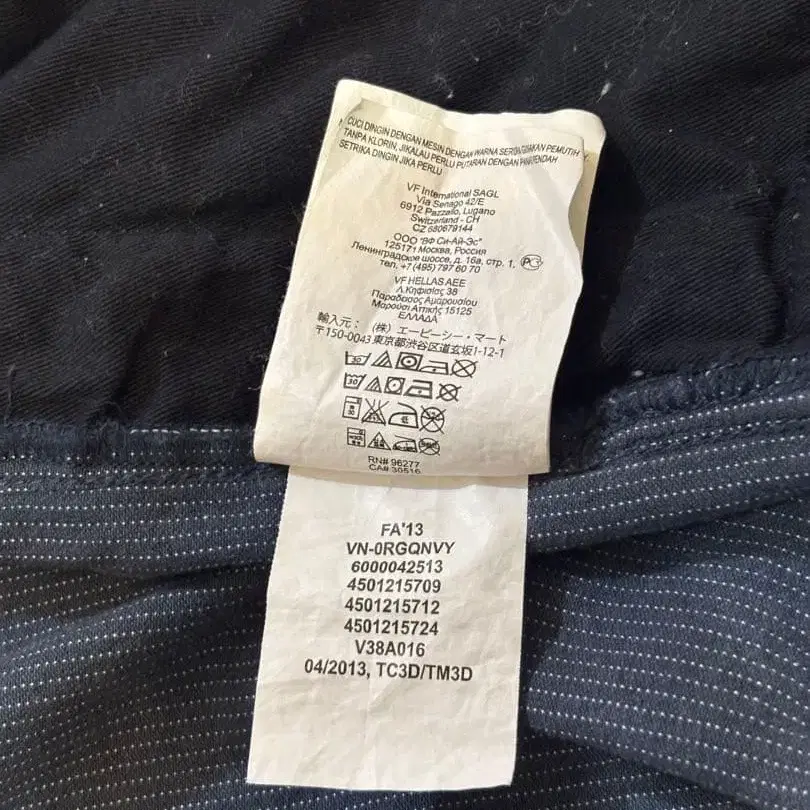 CUCI DINGIN DENGAN MESIN DENGAN WARNA SERONA/GUNAKAN PEMUTIH
TANPA KLORIN, JIKALAU PERLU PUTARAN DENGAN PANAS RENDAH
SETRIKA DINGIN JIKA PERLU
VF International SAGL
Via Senago 42/E
6912 Pazzallo, Lugano
Switzerland - CH
CZ 680679144
ООО "ВФ Си-Ай-Эс"
125171 Москва, Россия
Ленинградское шоссе, д. 16а, стр. 1,
тел. +7 (495) 797 60 70
VF HELLAS AEE
Λ.Κηφισίας 38
Παράδεισος Αμαρουσίου
Μαρούσι Αττικής 15125
ΕΛΛΑΔΑ
輸入元： （株）エービーシー・マート
〒150-0043 東京都渋谷区道玄坂1-12-1
RN# 96277
CA# 30516
FA'13
VN-0RGQNVY
6000042513
4501215709
4501215712
4501215724
V38A016
04/2013, TC3D/TM3D